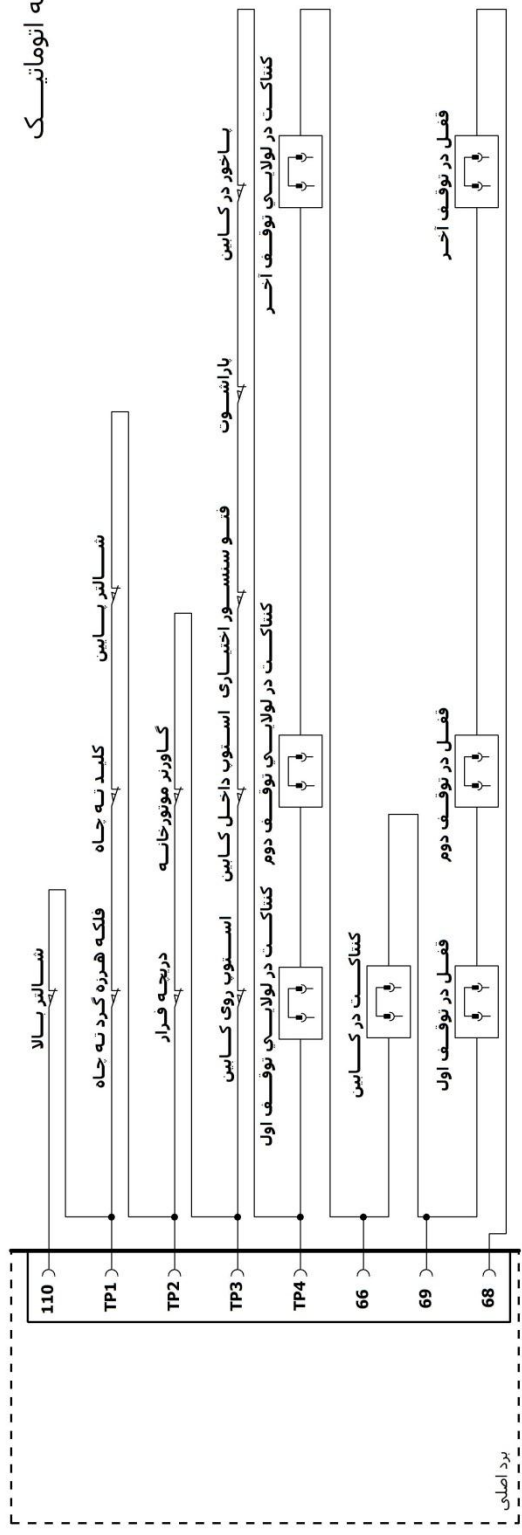 ه اتوماتیک
شالتر بالا
فلکه هرزه گرد ته چاه
کلید ته چاه
شالتر پایین
دریچه فرار
گاورنر موتورخانه
استوپ روی کابین
استوپ داخل کابین
فتو سنسور اختیاری
پاراشوت
پاخور در کابین
کنتاکت در لولایی توقف اول
کنتاکت در لولایی توقف دوم
کنتاکت در لولایی توقف آخر
کنتاکت در کابین
قفل در توقف اول
قفل در توقف دوم
قفل در توقف آخر
110
TP1
TP2
TP3
TP4
66
69
68
برد اصلی